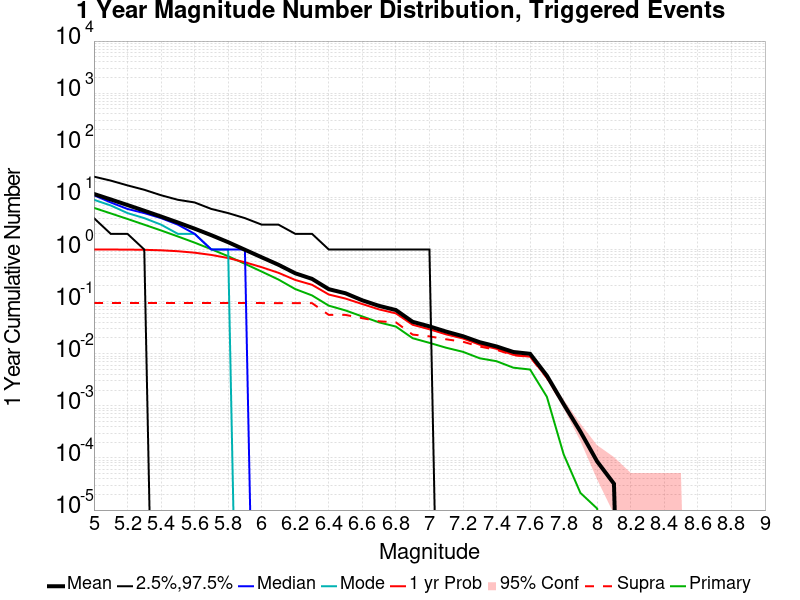 1 Year Magnitude Number Distribution, Triggered Events
1 Year Cumulative Number
10^4
10^3
10^2
10^1
10^0
10^-1
10^-2
10^-3
10^-4
10^-5
5 5.2 5.4 5.6 5.8 6 6.2 6.4 6.6 6.8 7 7.2 7.4 7.6 7.8 8 8.2 8.4 8.6 8.8 9
Magnitude
Mean 2.5%,97.5% Median Mode 1 yr Prob 95% Conf Supra Primary